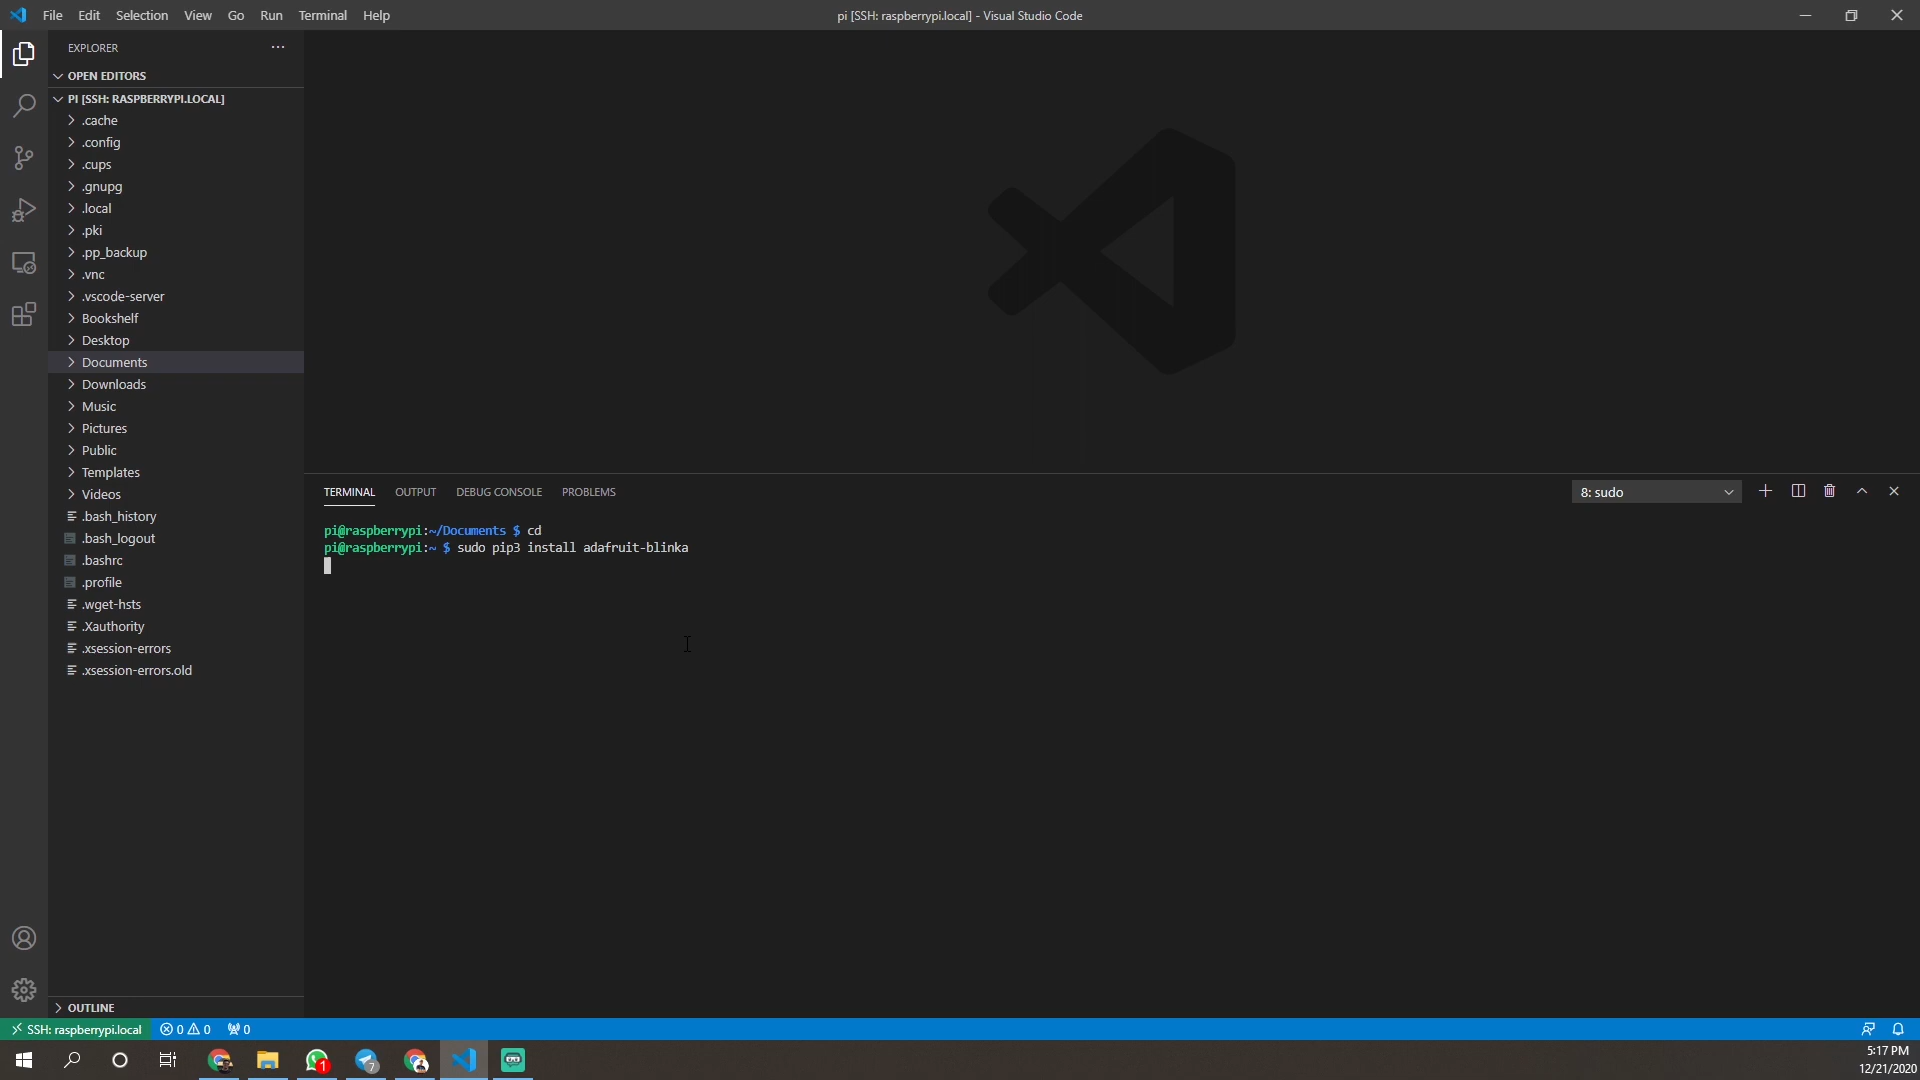 File Edit Selection View Go Run Terminal Help
pi [SSH: raspberrypi.local] - Visual Studio Code
EXPLORER
OPEN EDITORS
PI [SSH: RASPBERRYPI.LOCAL]
.cache
.config
.cups
.gnupg
.local
.pki
.pp_backup
.vnc
.vscode-server
Bookshelf
Desktop
Documents
Downloads
Music
Pictures
Public
Templates
Videos
.bash_history
.bash_logout
.bashrc
.profile
.wget-hsts
.Xauthority
.xsession-errors
.xsession-errors.old
OUTLINE
TERMINAL OUTPUT DEBUG CONSOLE PROBLEMS
8: sudo
pi@raspberrypi:~/Documents $ cd
pi@raspberrypi:~ $ sudo pip3 install adafruit-blinka
SSH: raspberrypi.local 0 0 0
1
7
5:17 PM
12/21/2020